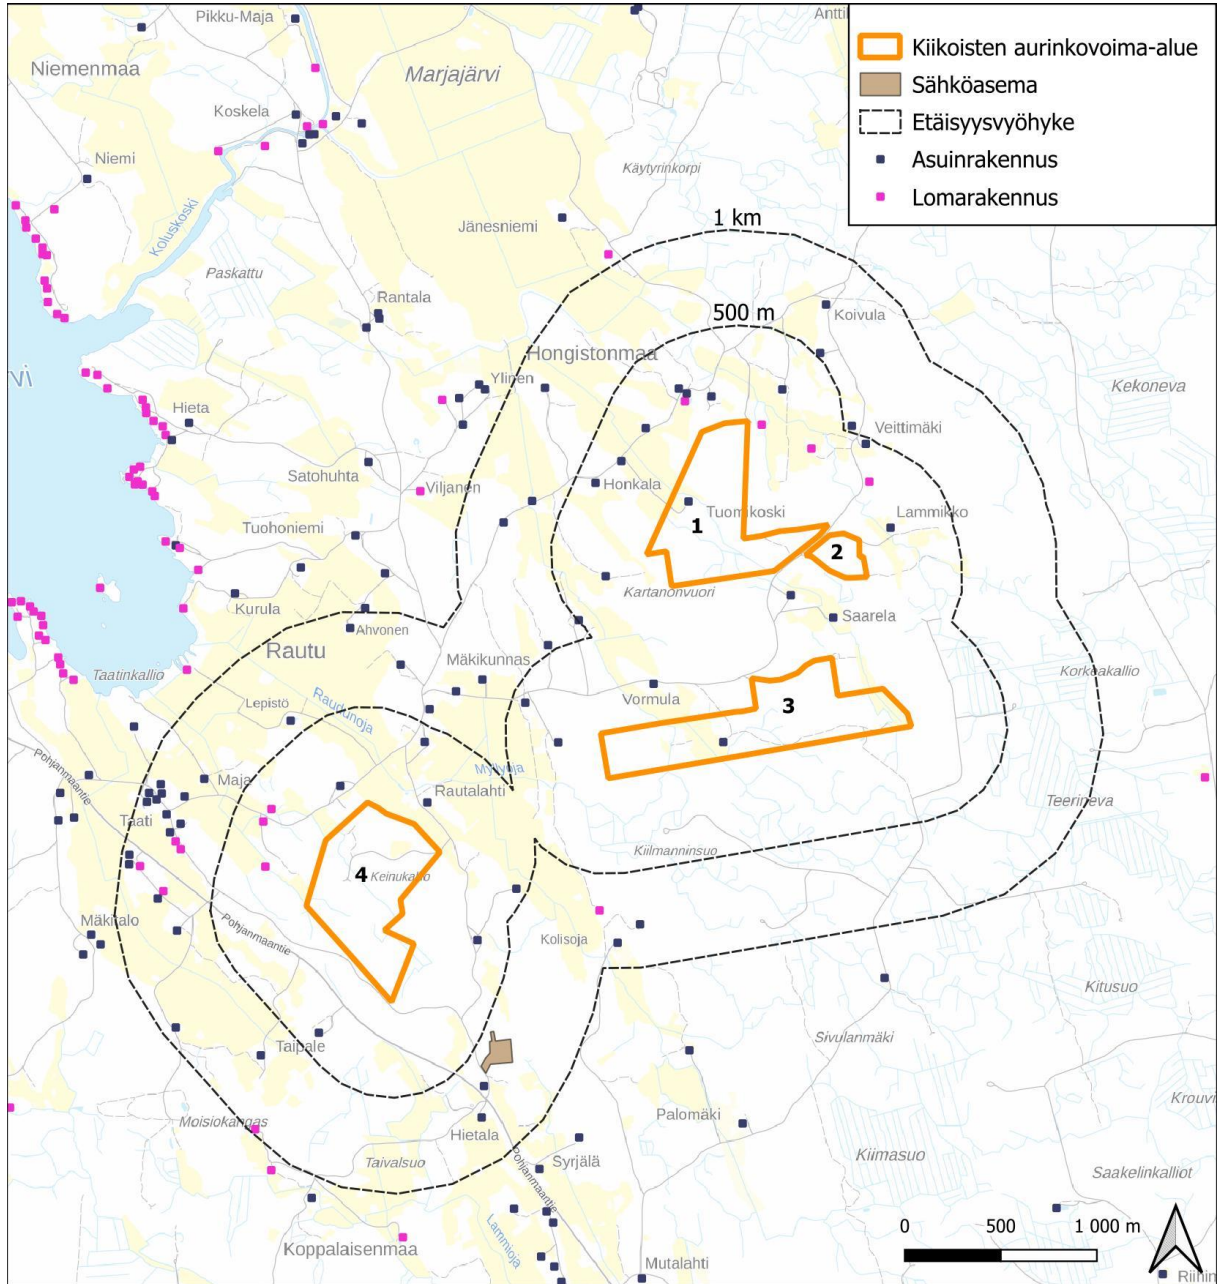 Pikku-Maja
Antti
Niemenmaa
Marjajärvi
Koskela
Niemi
Käytyrinkorpi
Koluskoski
Jänesniemi
Paskattu
Kiikoisten aurinkovoima-alue
Sähköasema
Etäisyysvyöhyke
Asuinrakennus
Lomarakennus
1 km
Rantala
500 m
Koivula
Hongistonmaa
Ylinen
Kekoneva
Hieta
Veittimäki
Satohuhta
Viljanen
Honkala
Tuomikoski
Lammikko
1
2
Tuohoniemi
Kurula
Kartanonvuori
Saarela
Ahvonen
Rautu
Mäkikunnas
Taatinkallio
Korkeakallio
Lepistö
Raudunoja
Vormula
3
Pohjanmaantie
Maja
Myllyoja
Rautalahti
Teerineva
Taati
Kiilmanninsuo
4
Keinukallio
Mäkitalo
Pohjanmaantie
Kolisoja
Kitusuo
Sivulanmäki
Taipale
Palomäki
Krouvi
Moisiokangas
Hietala
Taivalsuo
Syrjälä
Pohjanmaantie
Kiimasuo
Saakelinkalliot
Lammioja
Koppalaisenmaa
Mutalahti
0 500 1 000 m